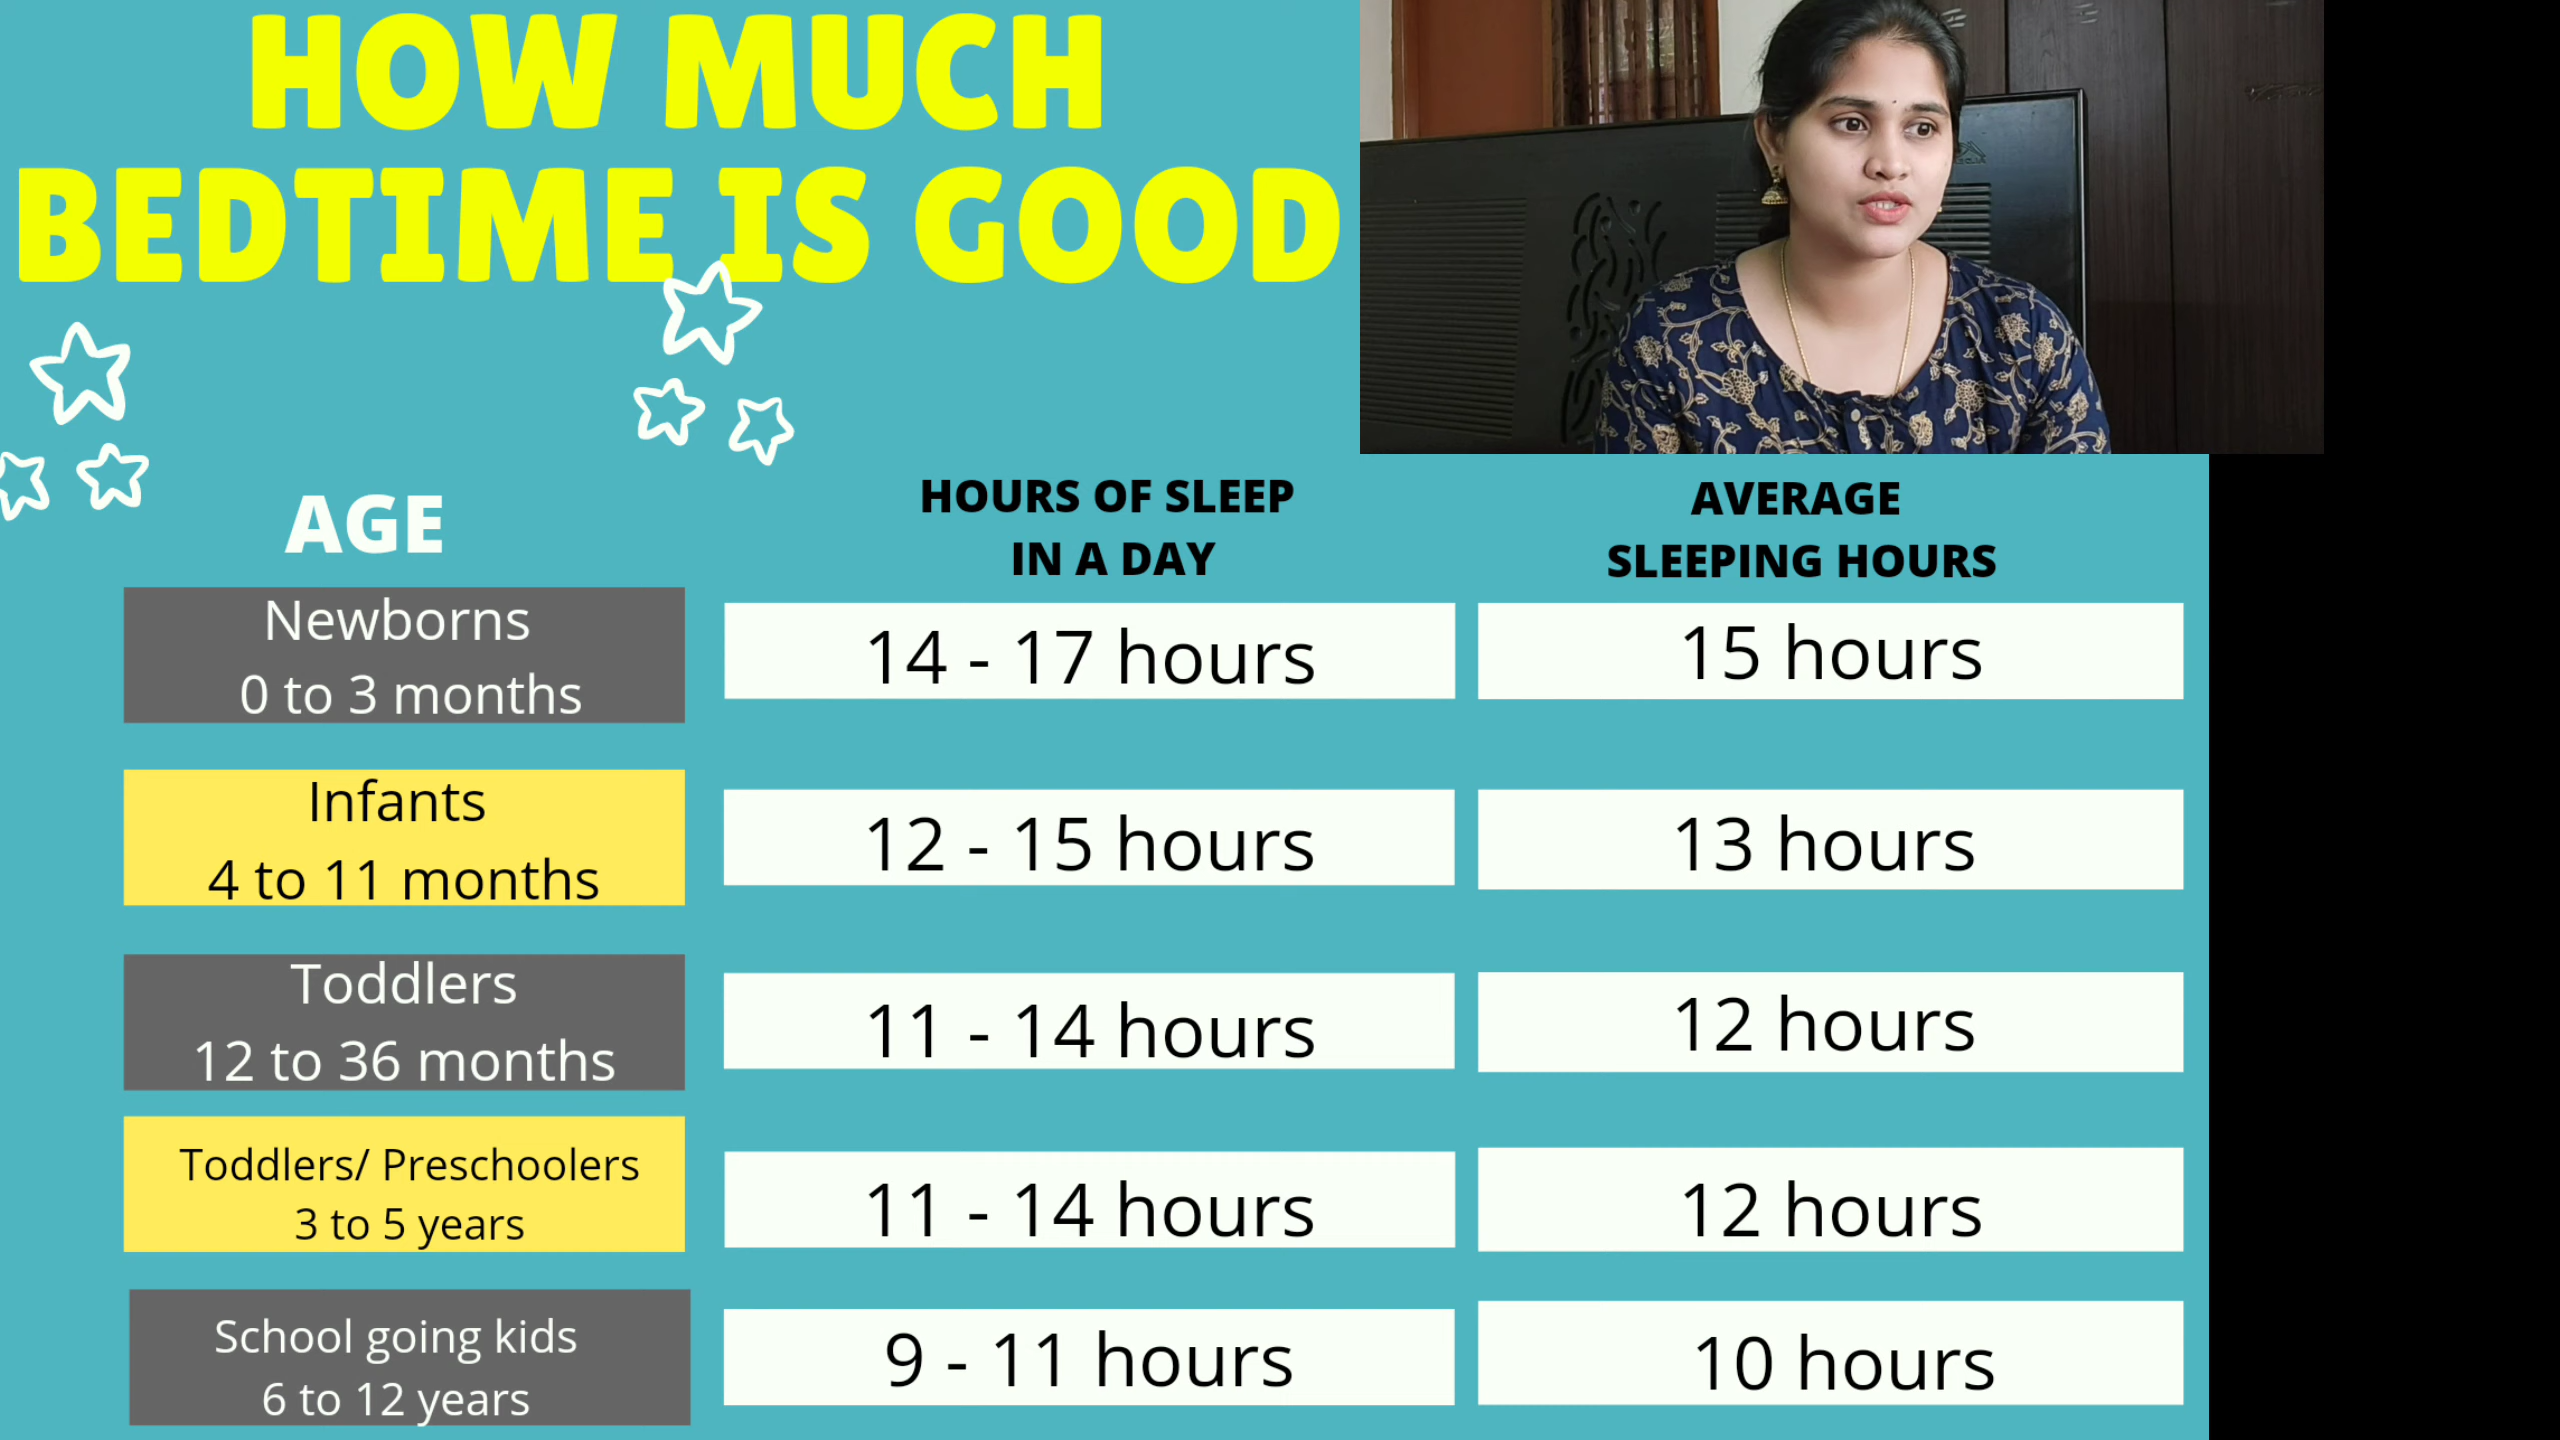 HOW MUCH
BEDTIME IS GOOD
AGE
HOURS OF SLEEP
IN A DAY
AVERAGE
SLEEPING HOURS
Newborns
0 to 3 months
14 - 17 hours
15 hours
Infants
4 to 11 months
12 - 15 hours
13 hours
Toddlers
12 to 36 months
11 - 14 hours
12 hours
Toddlers/ Preschoolers
3 to 5 years
11 - 14 hours
12 hours
School going kids
6 to 12 years
9 - 11 hours
10 hours